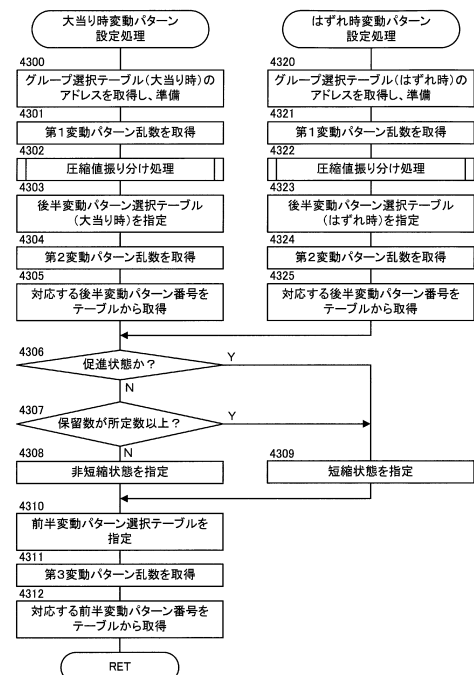 大当り時変動パターン
設定処理
4300
グループ選択テーブル(大当り時)の
アドレスを取得し、準備
4301
第1変動パターン乱数を取得
4302
圧縮値振り分け処理
4303
後半変動パターン選択テーブル
(大当り時)を指定
4304
第2変動パターン乱数を取得
4305
対応する後半変動パターン番号を
テーブルから取得
はずれ時変動パターン
設定処理
4320
グループ選択テーブル(はずれ時)の
アドレスを取得し、準備
4321
第1変動パターン乱数を取得
4322
圧縮値振り分け処理
4323
後半変動パターン選択テーブル
(はずれ時)を指定
4324
第2変動パターン乱数を取得
4325
対応する後半変動パターン番号を
テーブルから取得
4306
促進状態か?
Y
N
4307
保留数が所定数以上?
Y
N
4308
非短縮状態を指定
4309
短縮状態を指定
4310
前半変動パターン選択テーブルを
指定
4311
第3変動パターン乱数を取得
4312
対応する前半変動パターン番号を
テーブルから取得
RET